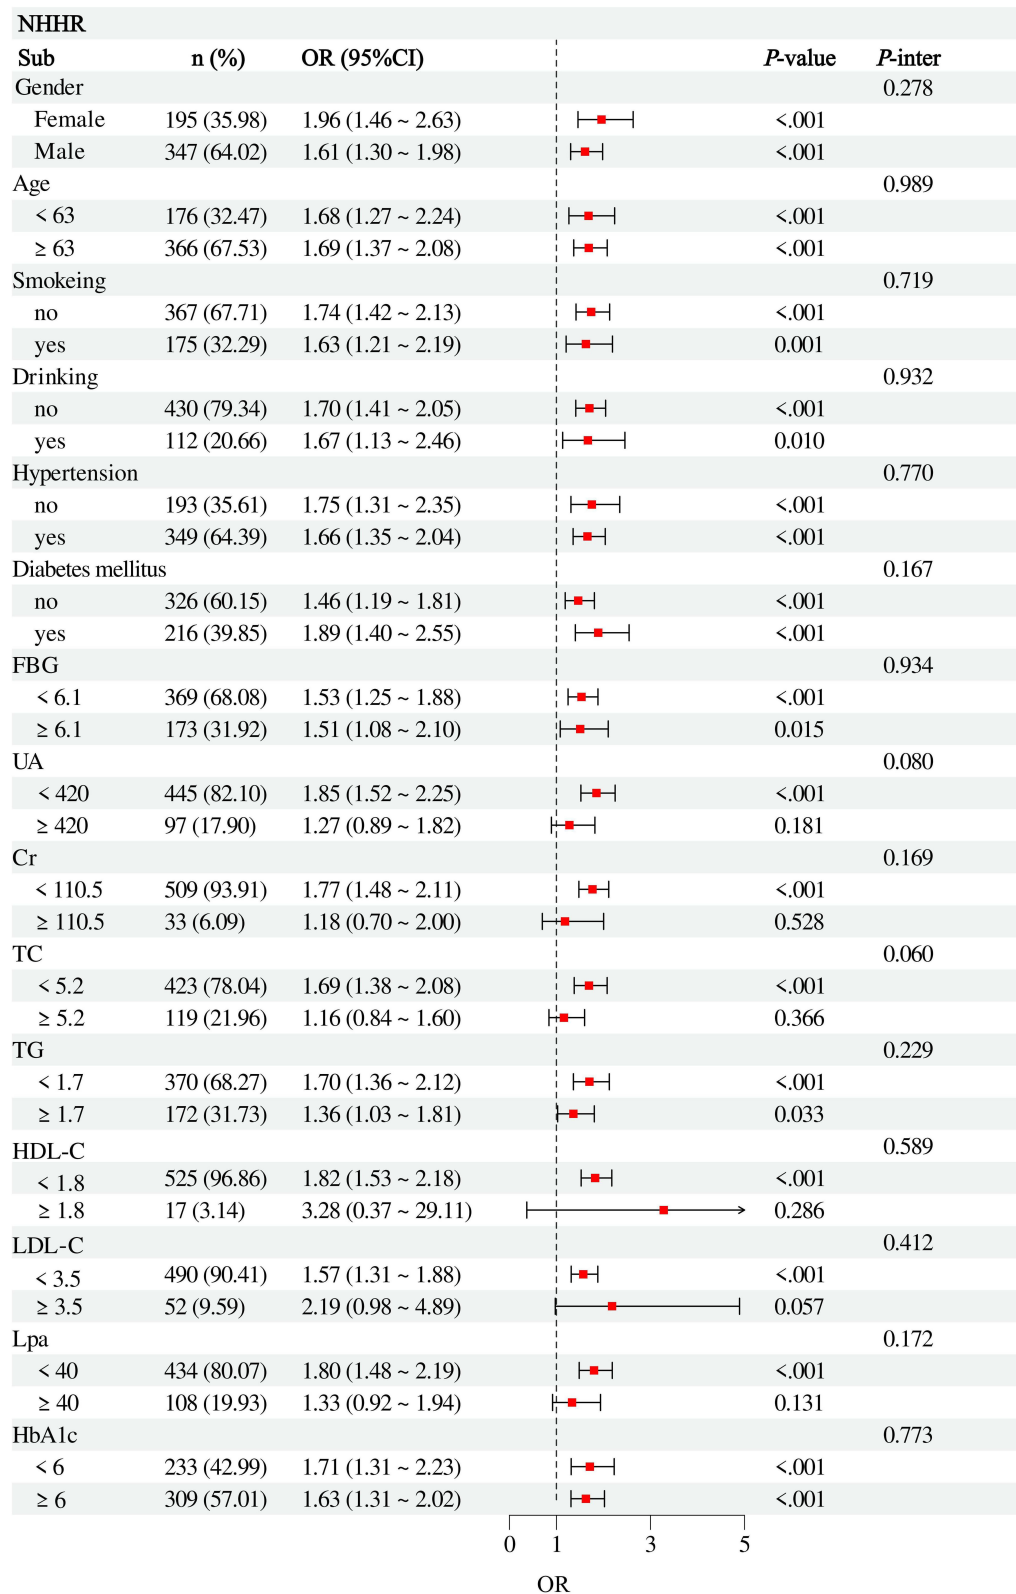 NHHR
Sub n (%) OR (95%CI) P-value P-inter
Gender 0.278
Female 195 (35.98) 1.96 (1.46 ~ 2.63) <.001
Male 347 (64.02) 1.61 (1.30 ~ 1.98) <.001
Age 0.989
< 63 176 (32.47) 1.68 (1.27 ~ 2.24) <.001
≥ 63 366 (67.53) 1.69 (1.37 ~ 2.08) <.001
Smokeing 0.719
no 367 (67.71) 1.74 (1.42 ~ 2.13) <.001
yes 175 (32.29) 1.63 (1.21 ~ 2.19) 0.001
Drinking 0.932
no 430 (79.34) 1.70 (1.41 ~ 2.05) <.001
yes 112 (20.66) 1.67 (1.13 ~ 2.46) 0.010
Hypertension 0.770
no 193 (35.61) 1.75 (1.31 ~ 2.35) <.001
yes 349 (64.39) 1.66 (1.35 ~ 2.04) <.001
Diabetes mellitus 0.167
no 326 (60.15) 1.46 (1.19 ~ 1.81) <.001
yes 216 (39.85) 1.89 (1.40 ~ 2.55) <.001
FBG 0.934
< 6.1 369 (68.08) 1.53 (1.25 ~ 1.88) <.001
≥ 6.1 173 (31.92) 1.51 (1.08 ~ 2.10) 0.015
UA 0.080
< 420 445 (82.10) 1.85 (1.52 ~ 2.25) <.001
≥ 420 97 (17.90) 1.27 (0.89 ~ 1.82) 0.181
Cr 0.169
< 110.5 509 (93.91) 1.77 (1.48 ~ 2.11) <.001
≥ 110.5 33 (6.09) 1.18 (0.70 ~ 2.00) 0.528
TC 0.060
< 5.2 423 (78.04) 1.69 (1.38 ~ 2.08) <.001
≥ 5.2 119 (21.96) 1.16 (0.84 ~ 1.60) 0.366
TG 0.229
< 1.7 370 (68.27) 1.70 (1.36 ~ 2.12) <.001
≥ 1.7 172 (31.73) 1.36 (1.03 ~ 1.81) 0.033
HDL-C 0.589
< 1.8 525 (96.86) 1.82 (1.53 ~ 2.18) <.001
≥ 1.8 17 (3.14) 3.28 (0.37 ~ 29.11) 0.286
LDL-C 0.412
< 3.5 490 (90.41) 1.57 (1.31 ~ 1.88) <.001
≥ 3.5 52 (9.59) 2.19 (0.98 ~ 4.89) 0.057
Lpa 0.172
< 40 434 (80.07) 1.80 (1.48 ~ 2.19) <.001
≥ 40 108 (19.93) 1.33 (0.92 ~ 1.94) 0.131
HbA1c 0.773
< 6 233 (42.99) 1.71 (1.31 ~ 2.23) <.001
≥ 6 309 (57.01) 1.63 (1.31 ~ 2.02) <.001
0 1 3 5
OR